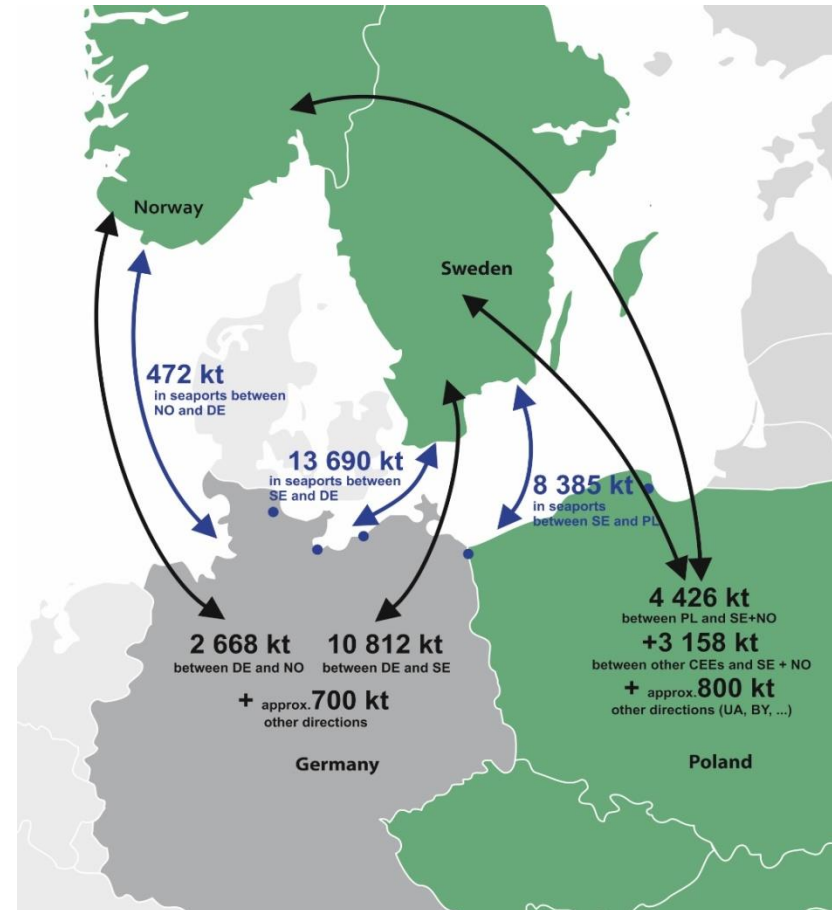 Norway
Sweden
472 kt
in seaports between
NO and DE
13 690 kt
in seaports between
SE and DE
8 385 kt
in seaports
between SE and PL
2 668 kt
between DE and NO
10 812 kt
between DE and SE
+ approx.700 kt
other directions
Germany
4 426 kt
between PL and SE+NO
+3 158 kt
between other CEEs and SE + NO
+ approx.800 kt
other directions (UA, BY, ...)
Poland